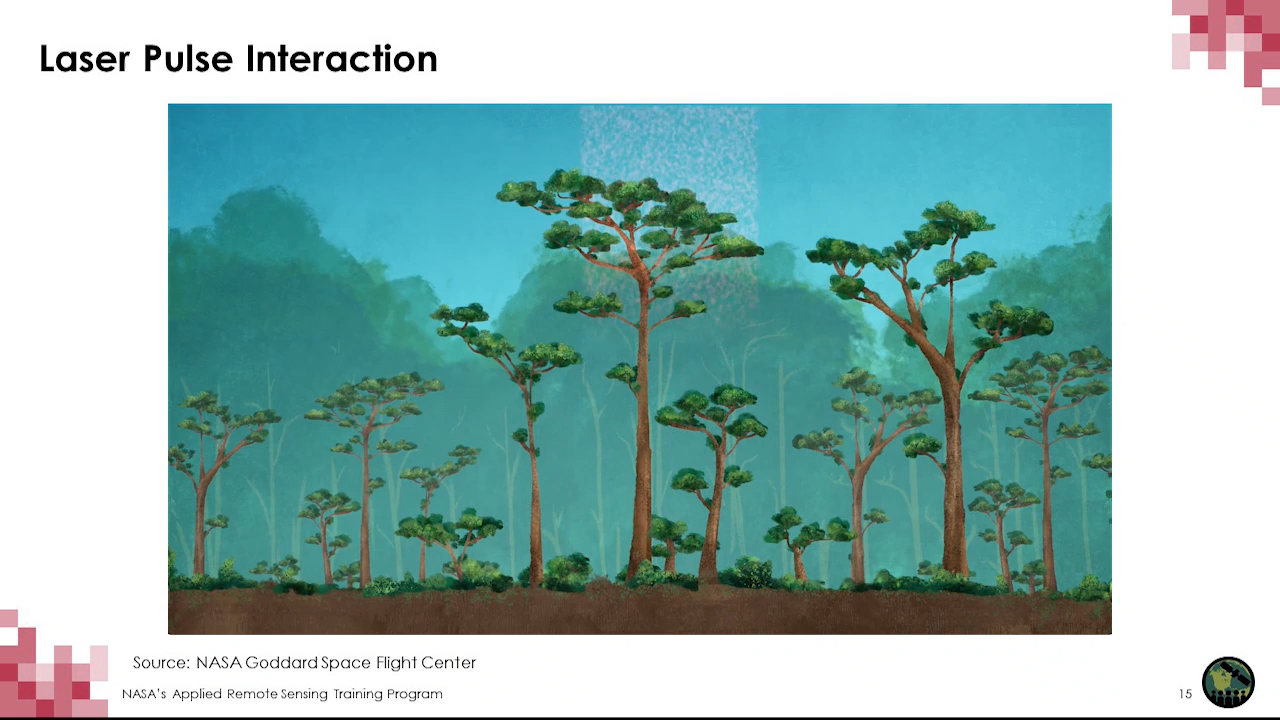 Laser Pulse Interaction
Source: NASA Goddard Space Flight Center
NASA's Applied Remote Sensing Training Program
15